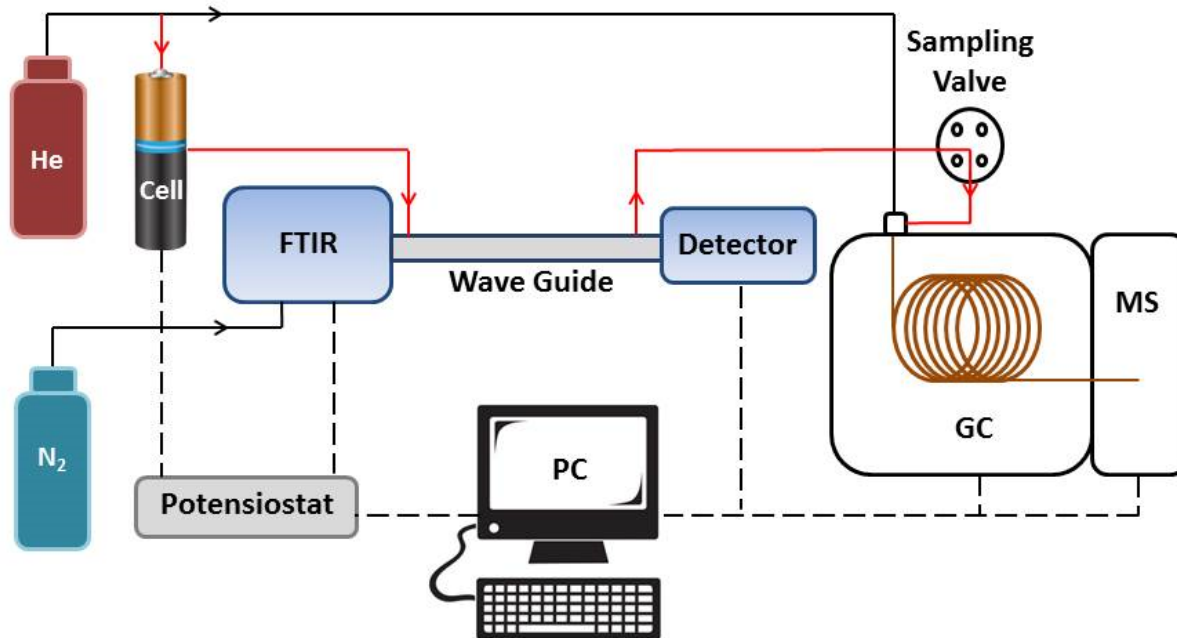 Sampling
Valve
He
Cell
FTIR
Detector
Wave Guide
MS
N₂
PC
GC
Potensiostat